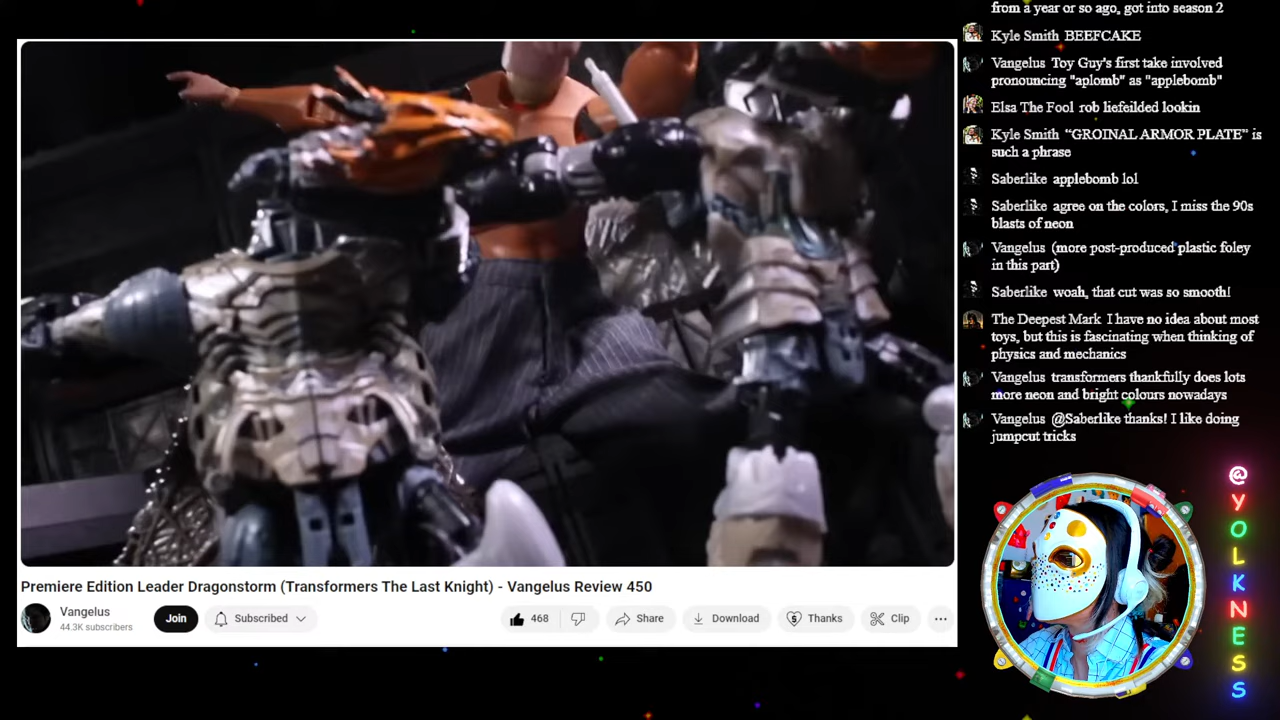 from a year or so ago, got into season 2
Kyle Smith BEEFCAKE
Vangelus Toy Guy's first take involved
pronouncing "aplomb" as "applebomb"
Elsa The Fool rob liefeilded lookin
Kyle Smith “GROINAL ARMOR PLATE” is
such a phrase
Saberlike applebomb lol
Saberlike agree on the colors, I miss the 90s
blasts of neon
Vangelus (more post-produced plastic foley
in this part)
Saberlike woah, that cut was so smooth!
The Deepest Mark I have no idea about most
toys, but this is fascinating when thinking of
physics and mechanics
Vangelus transformers thankfully does lots
more neon and bright colours nowadays
Vangelus @Saberlike thanks! I like doing
jumpcut tricks
Premiere Edition Leader Dragonstorm (Transformers The Last Knight) - Vangelus Review 450
Vangelus
44.3K subscribers
Join
Subscribed
468
Share
Download
Thanks
Clip
@YOLKNESS